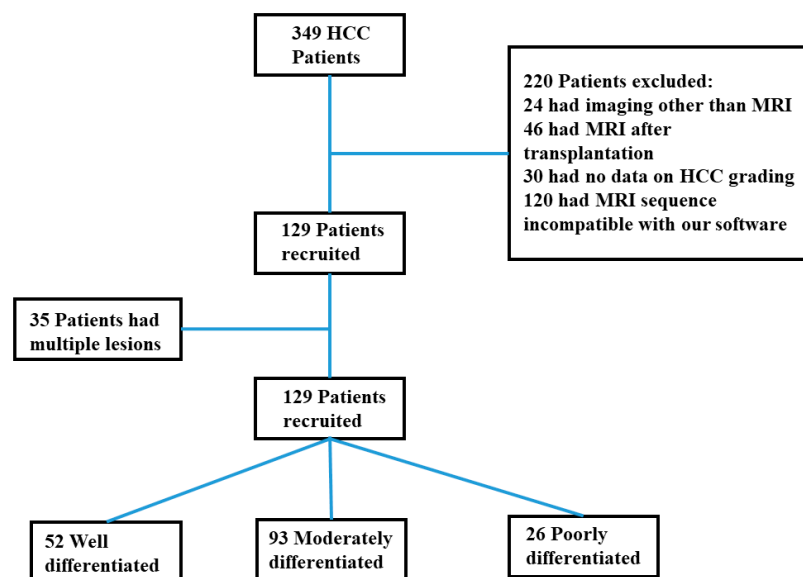 349 HCC
Patients
220 Patients excluded:
24 had imaging other than MRI
46 had MRI after
transplantation
30 had no data on HCC grading
120 had MRI sequence
incompatible with our software
129 Patients
recruited
35 Patients had
multiple lesions
129 Patients
recruited
52 Well
differentiated
93 Moderately
differentiated
26 Poorly
differentiated